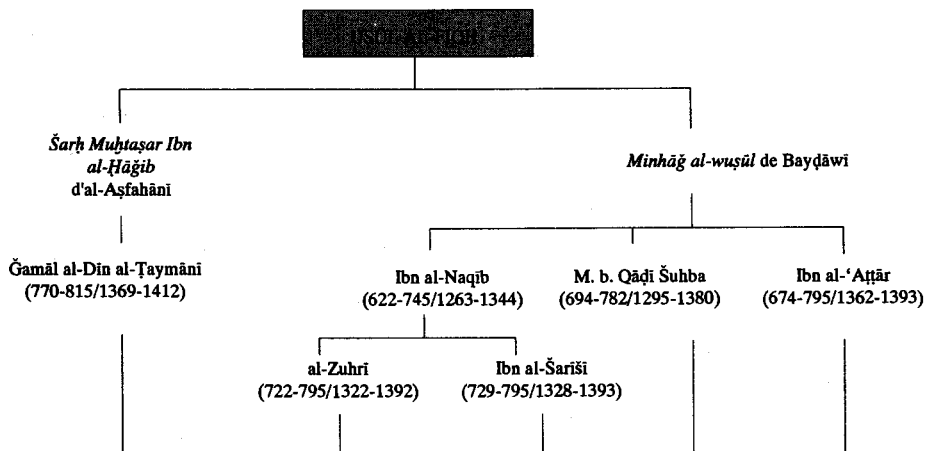 UṢŪL AL-FIQH
Šarḥ Muḫtaṣar Ibn
al-Ḥāǧib
d'al-Aṣfahānī
Minhāǧ al-wuṣūl de Bayḍāwī
Ǧamāl al-Dīn al-Ṭaymānī
(770-815/1369-1412)
Ibn al-Naqīb
(622-745/1263-1344)
M. b. Qāḍī Šuhba
(694-782/1295-1380)
Ibn al-‘Aṭṭār
(674-795/1362-1393)
al-Zuhrī
(722-795/1322-1392)
Ibn al-Šarīšī
(729-795/1328-1393)